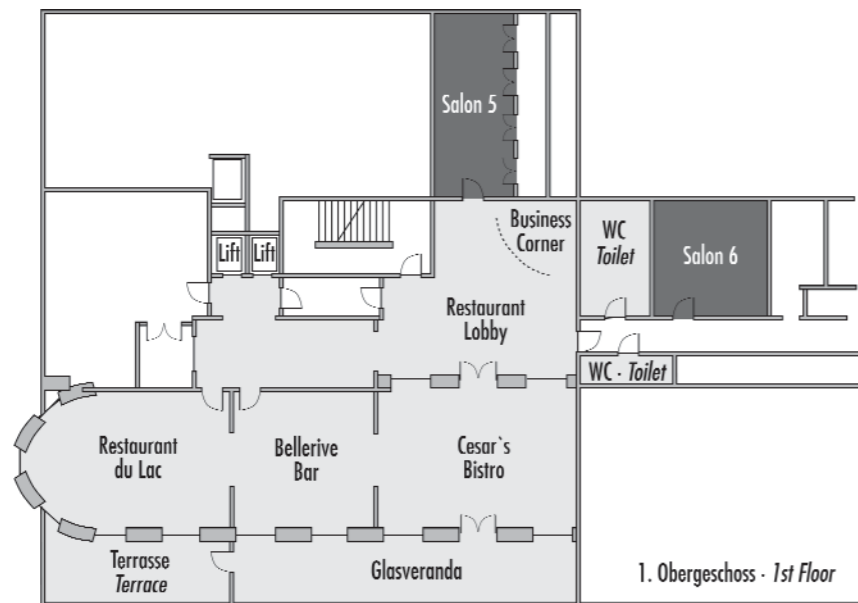 Salon 5
Business
Corner
WC
Toilet
Salon 6
Lift
Lift
Restaurant
Lobby
WC · Toilet
Restaurant
du Lac
Bellerive
Bar
Cesar`s
Bistro
Terrasse
Terrace
Glasveranda
1. Obergeschoss · 1st Floor